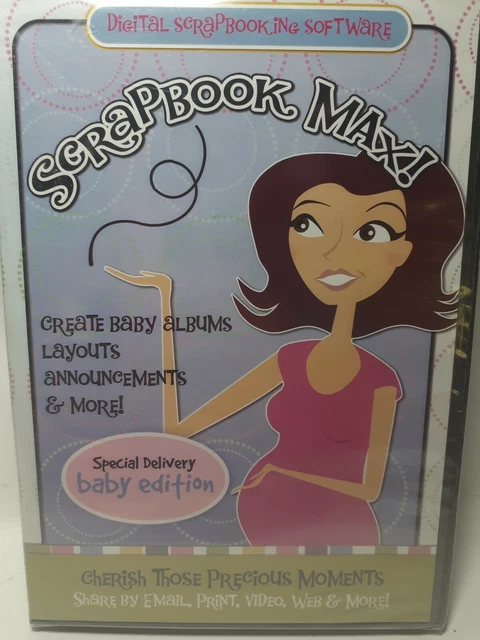 Digital Scrapbooking Software
Scrapbook Max!
Create Baby Albums
Layouts
Announcements
& More!
Special Delivery
baby edition
Cherish Those Precious Moments
Share by Email, Print, Video, Web & More!